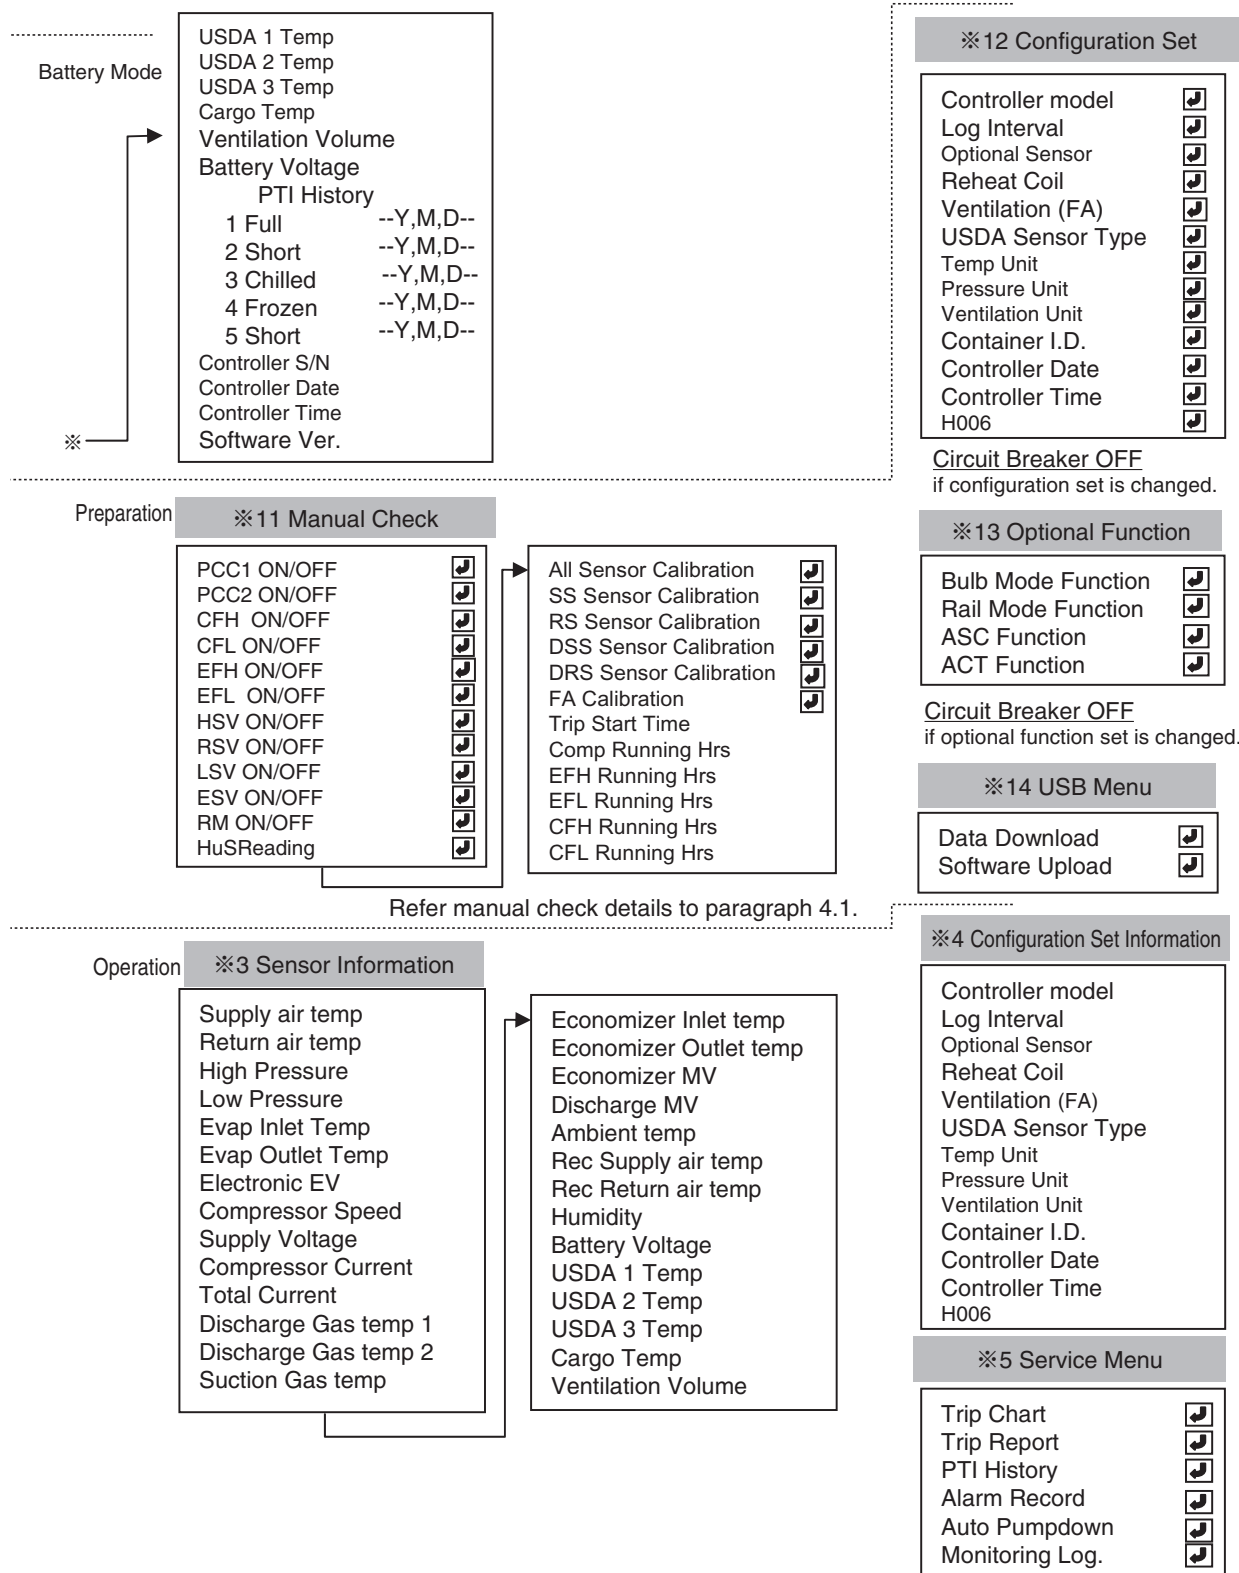 Battery Mode
USDA 1 Temp
USDA 2 Temp
USDA 3 Temp
Cargo Temp
Ventilation Volume
Battery Voltage
PTI History
1 Full --Y,M,D--
2 Short --Y,M,D--
3 Chilled --Y,M,D--
4 Frozen --Y,M,D--
5 Short --Y,M,D--
Controller S/N
Controller Date
Controller Time
Software Ver.
※
Preparation
※11 Manual Check
PCC1 ON/OFF
PCC2 ON/OFF
CFH ON/OFF
CFL ON/OFF
EFH ON/OFF
EFL ON/OFF
HSV ON/OFF
RSV ON/OFF
LSV ON/OFF
ESV ON/OFF
RM ON/OFF
HuSReading
All Sensor Calibration
SS Sensor Calibration
RS Sensor Calibration
DSS Sensor Calibration
DRS Sensor Calibration
FA Calibration
Trip Start Time
Comp Running Hrs
EFH Running Hrs
EFL Running Hrs
CFH Running Hrs
CFL Running Hrs
Refer manual check details to paragraph 4.1.
Operation
※3 Sensor Information
Supply air temp
Return air temp
High Pressure
Low Pressure
Evap Inlet Temp
Evap Outlet Temp
Electronic EV
Compressor Speed
Supply Voltage
Compressor Current
Total Current
Discharge Gas temp 1
Discharge Gas temp 2
Suction Gas temp
Economizer Inlet temp
Economizer Outlet temp
Economizer MV
Discharge MV
Ambient temp
Rec Supply air temp
Rec Return air temp
Humidity
Battery Voltage
USDA 1 Temp
USDA 2 Temp
USDA 3 Temp
Cargo Temp
Ventilation Volume
※12 Configuration Set
Controller model
Log Interval
Optional Sensor
Reheat Coil
Ventilation (FA)
USDA Sensor Type
Temp Unit
Pressure Unit
Ventilation Unit
Container I.D.
Controller Date
Controller Time
H006
Circuit Breaker OFF
if configuration set is changed.
※13 Optional Function
Bulb Mode Function
Rail Mode Function
ASC Function
ACT Function
Circuit Breaker OFF
if optional function set is changed.
※14 USB Menu
Data Download
Software Upload
※4 Configuration Set Information
Controller model
Log Interval
Optional Sensor
Reheat Coil
Ventilation (FA)
USDA Sensor Type
Temp Unit
Pressure Unit
Ventilation Unit
Container I.D.
Controller Date
Controller Time
H006
※5 Service Menu
Trip Chart
Trip Report
PTI History
Alarm Record
Auto Pumpdown
Monitoring Log.